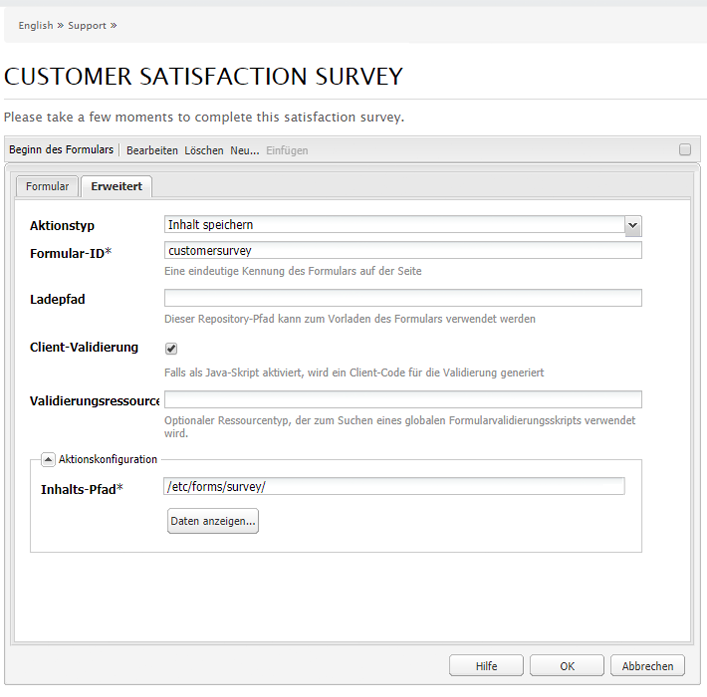 English » Support »
CUSTOMER SATISFACTION SURVEY
Please take a few moments to complete this satisfaction survey.
Beginn des Formulars Bearbeiten Löschen Neu... Einfügen
Formular Erweitert
Aktionstyp Inhalt speichern
Formular-ID* customersurvey
Eine eindeutige Kennung des Formulars auf der Seite
Ladepfad
Dieser Repository-Pfad kann zum Vorladen des Formulars verwendet werden
Client-Validierung
Falls als Java-Skript aktiviert, wird ein Client-Code für die Validierung generiert
Validierungsressource
Optionaler Ressourcentyp, der zum Suchen eines globalen Formularvalidierungsskripts verwendet
wird.
Aktionskonfiguration
Inhalts-Pfad* /etc/forms/survey/
Daten anzeigen...
Hilfe OK Abbrechen